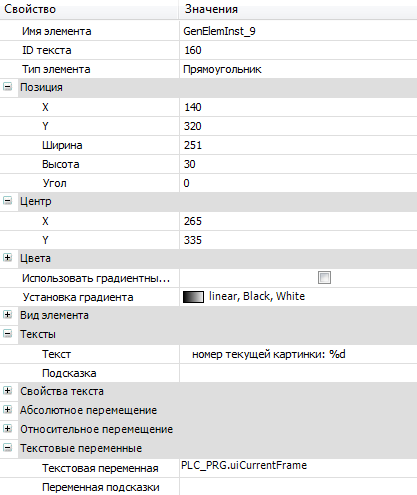 Свойство Значения
Имя элемента GenElemInst_9
ID текста 160
Тип элемента Прямоугольник
Позиция
X 140
Y 320
Ширина 251
Высота 30
Угол 0
Центр
X 265
Y 335
Цвета
Использовать градиентны...
Установка градиента linear, Black, White
Вид элемента
Тексты
Текст номер текущей картинки: %d
Подсказка
Свойства текста
Абсолютное перемещение
Относительное перемещение
Текстовые переменные
Текстовая переменная PLC_PRG.uiCurrentFrame
Переменная подсказки